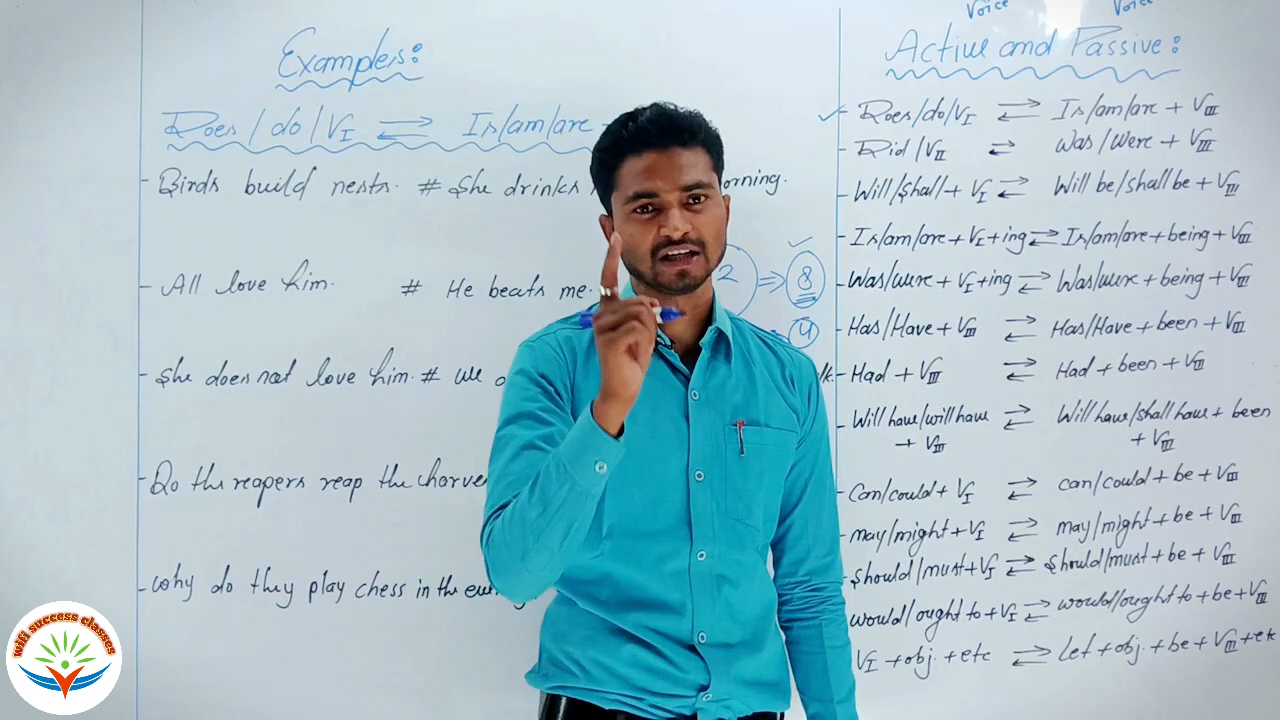 Examples:
Does/do/VI ⇌ Is/am/are
Birds build nests. # She drinks
orning.
All love him. # He beats me.
2 ⇒ 8
4
She does not love him. # we
Do the reapers reap the
why do they play chess in the
Voice Voice
Active and Passive:
Does/do/VI ⇌ Is/am/are + VIII
Did/VII ⇌ Was/were + VIII
Will/Shall + VI ⇌ Will be/shall be + VIII
Is/am/are + VI + ing ⇌ Is/am/are + being + VIII
Was/were + VI + ing ⇌ Was/were + being + VIII
Has/Have + VIII ⇌ Has/Have + been + VIII
Had + VIII ⇌ Had + been + VIII
Will have/will have + VIII ⇌ Will have/shall have + been + VIII
Can/could + VI ⇌ can/could + be + VIII
may/might + VI ⇌ may/might + be + VIII
Should/must + VI ⇌ Should/must + be + VIII
would/ought to + VI ⇌ would/ought to + be + VIII
VI + obj. + etc ⇌ Let + obj. + be + VIII + etc
wifi success classes